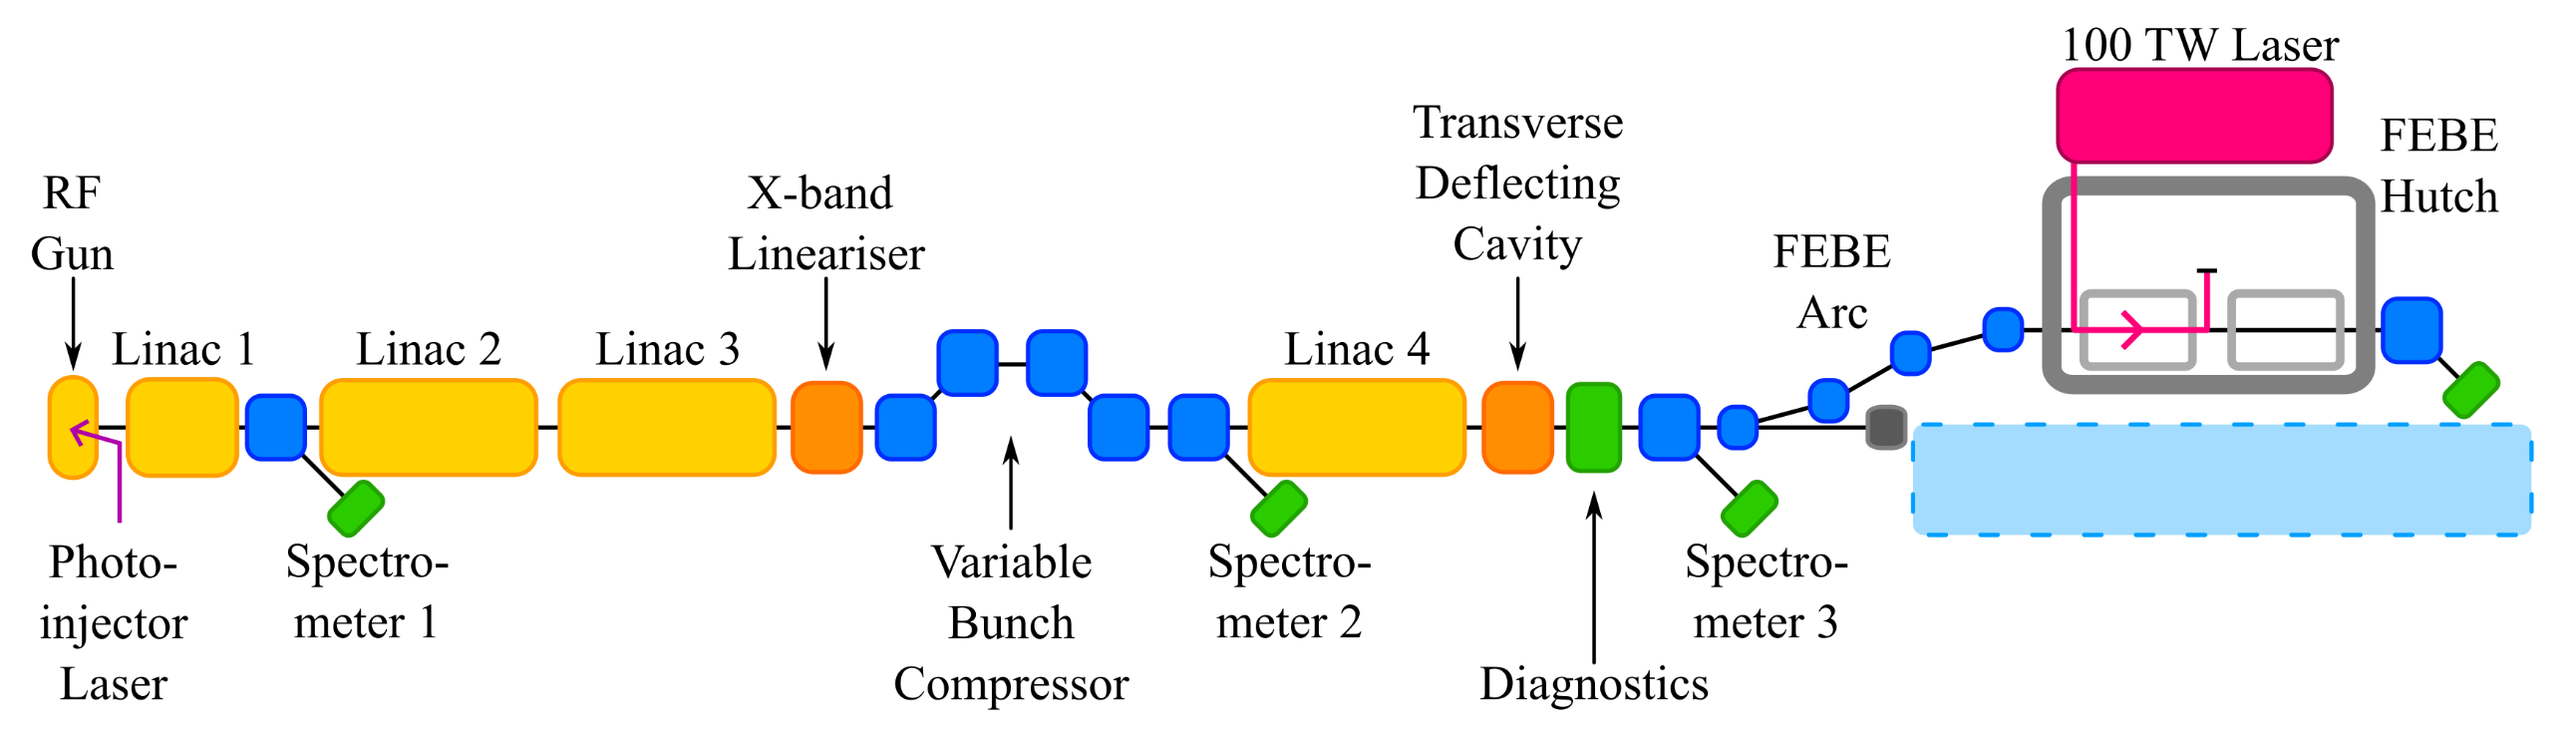 100 TW Laser
FEBE
Hutch
Transverse
Deflecting
Cavity
RF
Gun
X-band
Lineariser
FEBE
Arc
Linac 1
Linac 2
Linac 3
Linac 4
Photo-
injector
Laser
Spectro-
meter 1
Variable
Bunch
Compressor
Spectro-
meter 2
Diagnostics
Spectro-
meter 3